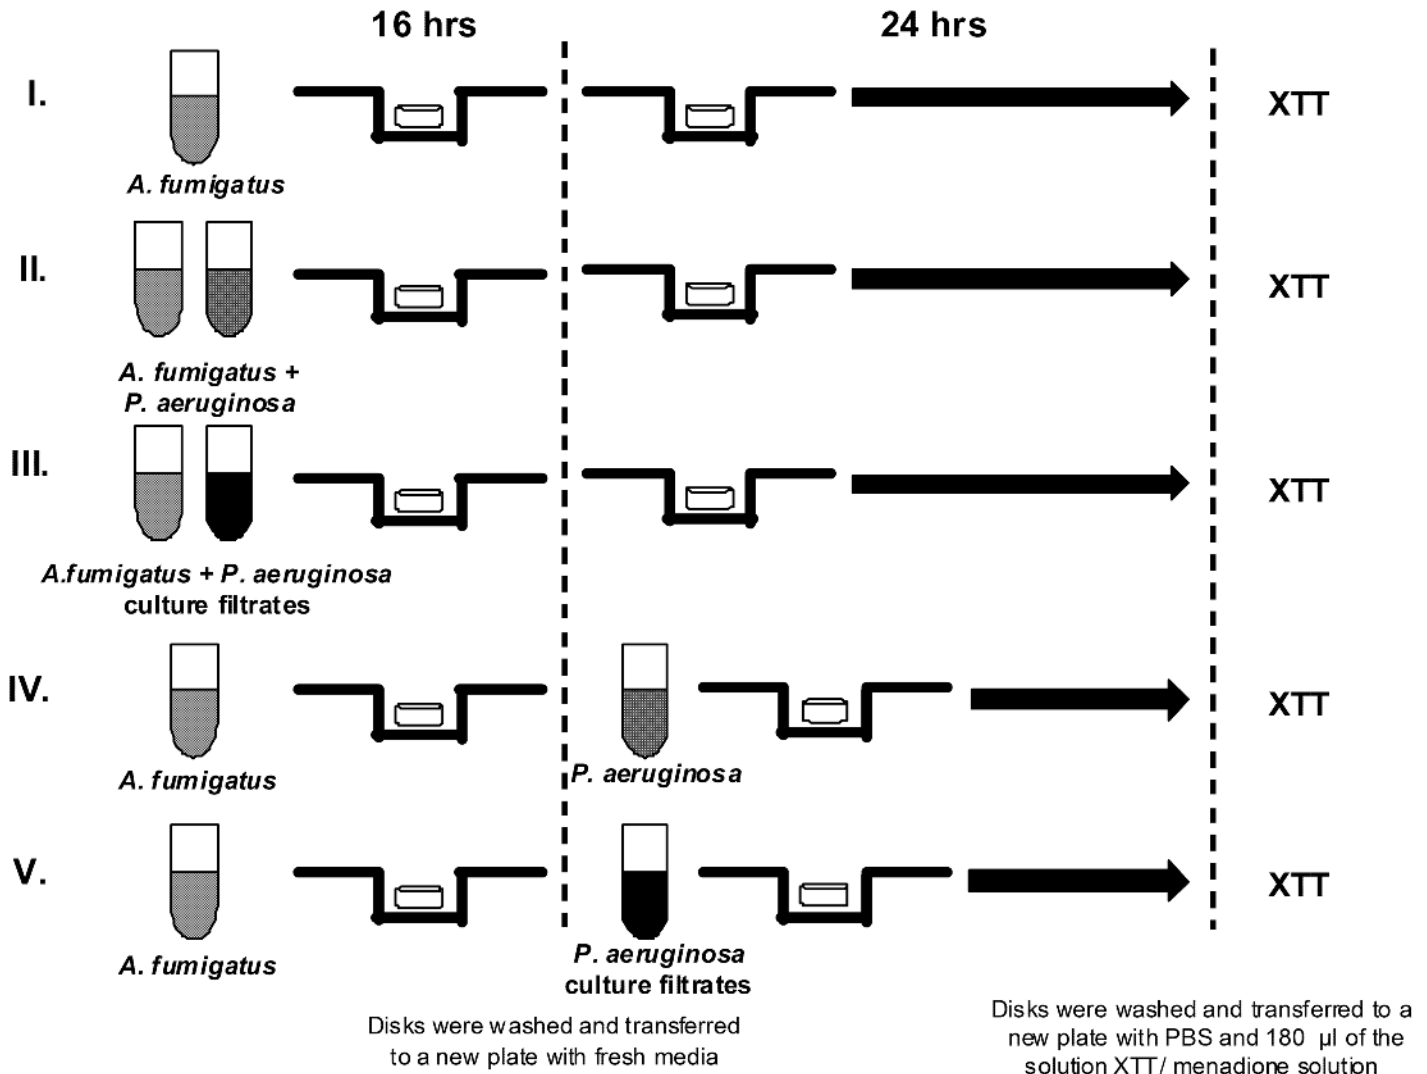 16 hrs
24 hrs
I.
A. fumigatus
XTT
II.
A. fumigatus +
P. aeruginosa
XTT
III.
A.fumigatus + P. aeruginosa
culture filtrates
XTT
IV.
A. fumigatus
P. aeruginosa
XTT
V.
A. fumigatus
P. aeruginosa
culture filtrates
XTT
Disks were washed and transferred
to a new plate with fresh media
Disks were washed and transferred to a
new plate with PBS and 180 µl of the
solution XTT/ menadione solution